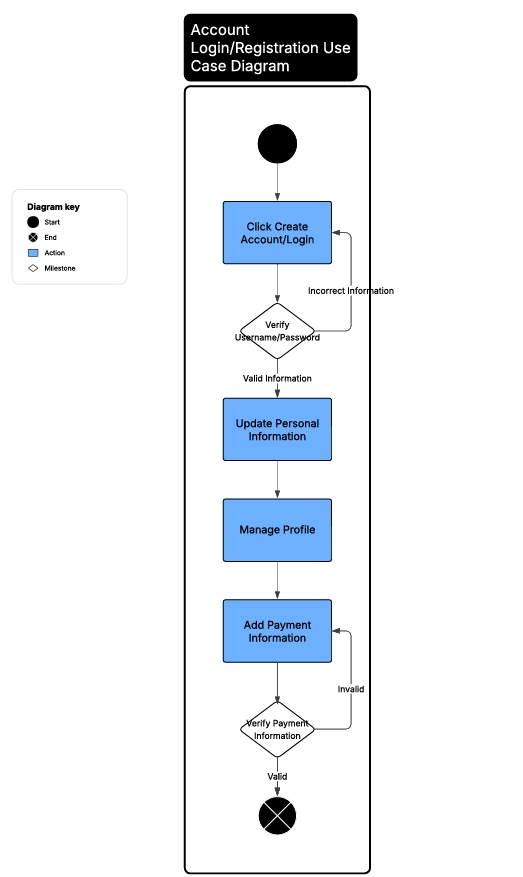 Account
Login/Registration Use
Case Diagram
Diagram key
Start
End
Action
Milestone
Click Create
Account/Login
Incorrect Information
Verify
Username/Password
Valid Information
Update Personal
Information
Manage Profile
Add Payment
Information
Invalid
Verify Payment
Information
Valid